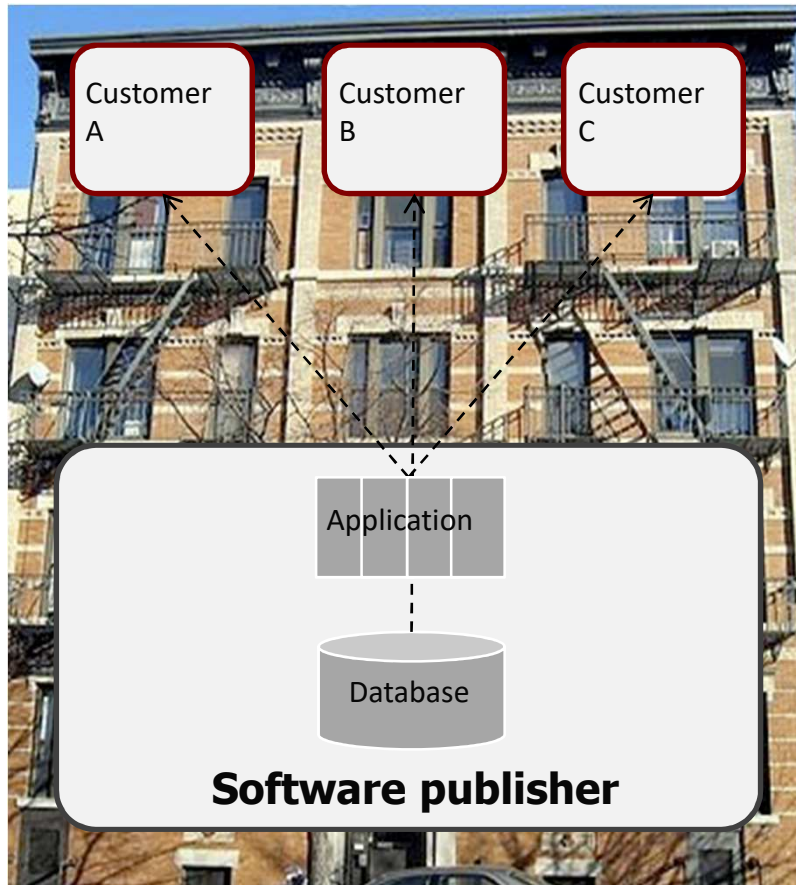 Customer
A
Customer
B
Customer
C
Application
Database
Software publisher